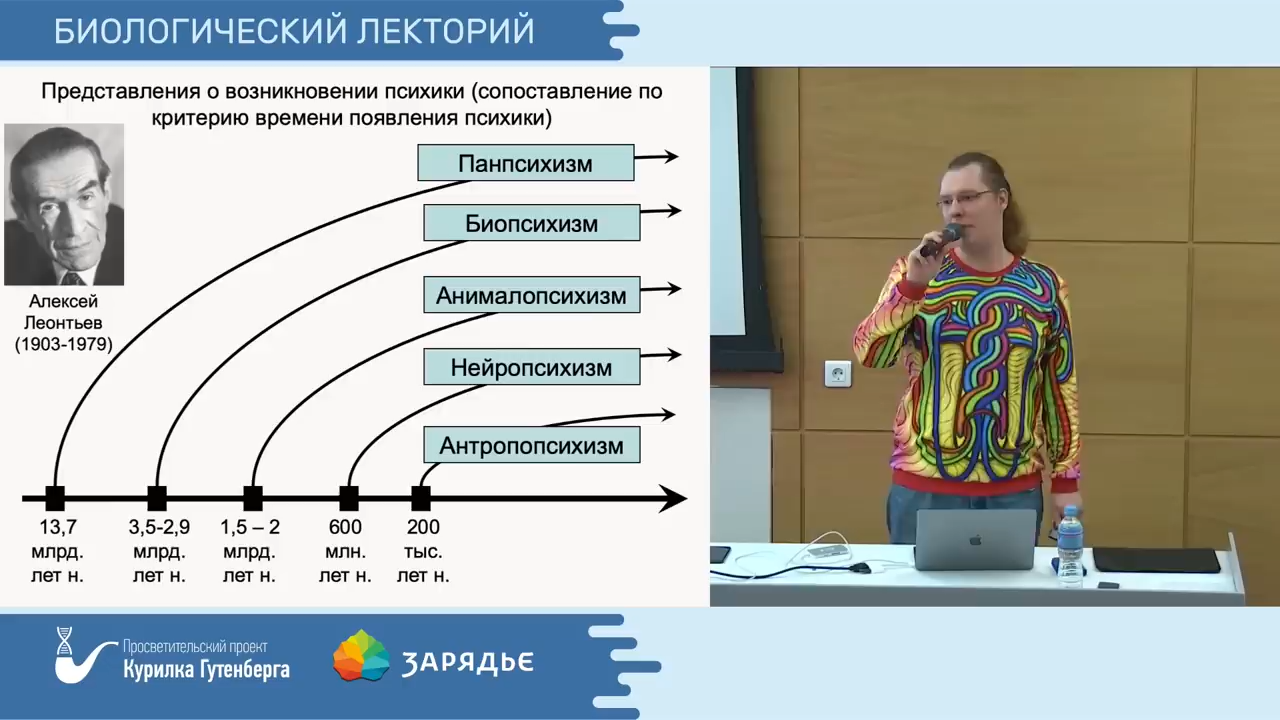 БИОЛОГИЧЕСКИЙ ЛЕКТОРИЙ
Представления о возникновении психики (сопоставление по
критерию времени появления психики)
Алексей
Леонтьев
(1903-1979)
Панпсихизм
Биопсихизм
Анималопсихизм
Нейропсихизм
Антропопсихизм
13,7
млрд.
лет н.
3,5-2,9
млрд.
лет н.
1,5 – 2
млрд.
лет н.
600
млн.
лет н.
200
тыс.
лет н.
Просветительский проект
Курилка Гутенберга
ЗАРЯДЬЕ